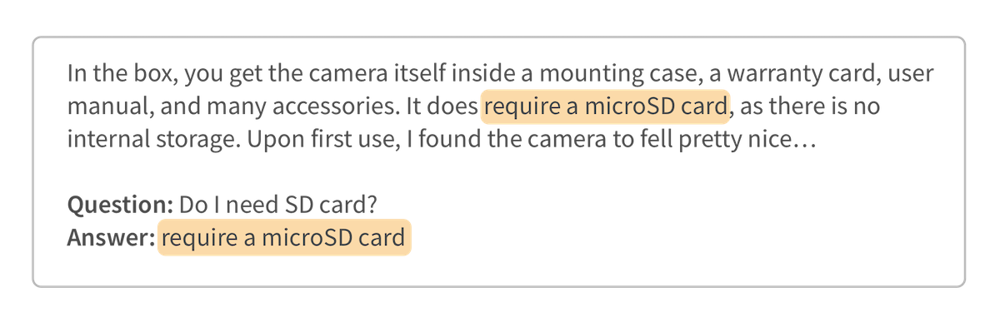 In the box, you get the camera itself inside a mounting case, a warranty card, user
manual, and many accessories. It does require a microSD card, as there is no
internal storage. Upon first use, I found the camera to fell pretty nice…
Question: Do I need SD card?
Answer: require a microSD card